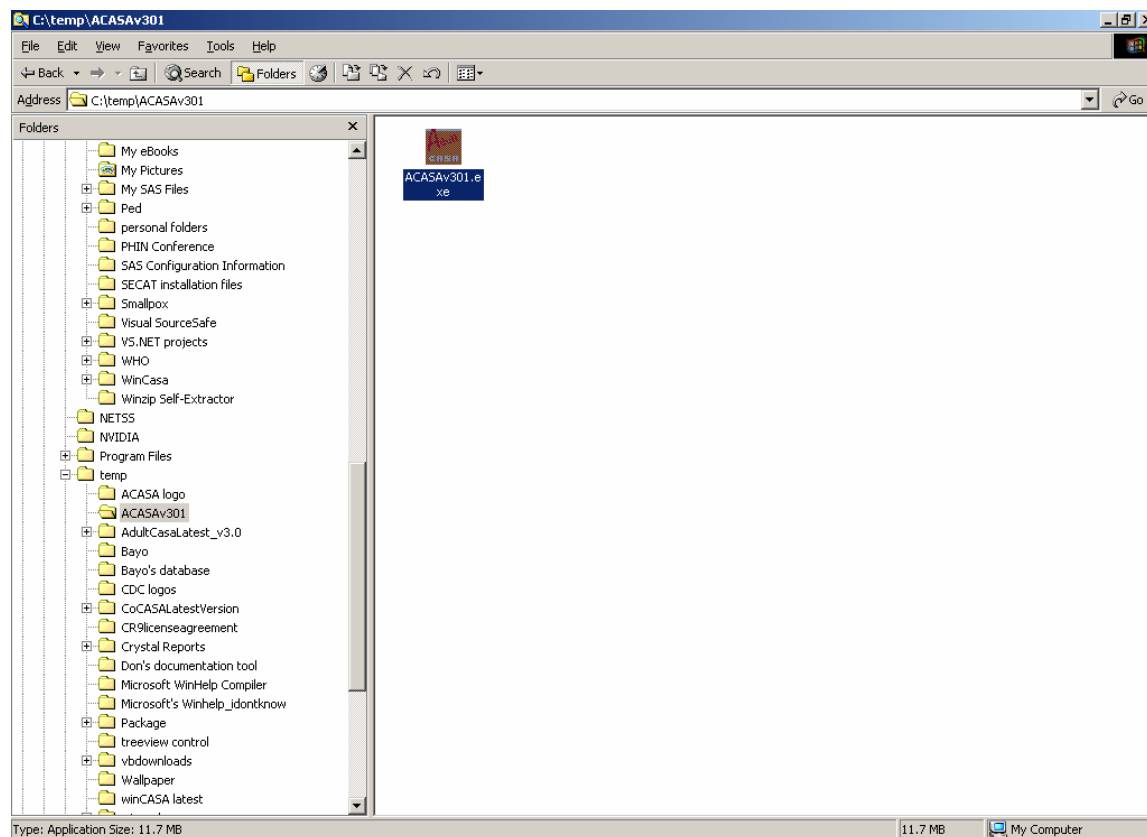 C:\temp\ACASAv301
File Edit View Favorites Tools Help
Back Search Folders
Address C:\temp\ACASAv301 Go
Folders
My eBooks
My Pictures
My SAS Files
Ped
personal folders
PHIN Conference
SAS Configuration Information
SECAT installation files
Smallpox
Visual SourceSafe
VS.NET projects
WHO
WinCasa
Winzip Self-Extractor
NETSS
NVIDIA
Program Files
temp
ACASA logo
ACASAv301
AdultCasaLatest_v3.0
Bayo
Bayo's database
CDC logos
CoCASALatestVersion
CR9licenseagreement
Crystal Reports
Don's documentation tool
Microsoft WinHelp Compiler
Microsoft's Winhelp_idontknow
Package
treeview control
vbdownloads
Wallpaper
winCASA latest
Adult
CASA
ACASAv301.e
xe
Type: Application Size: 11.7 MB 11.7 MB My Computer